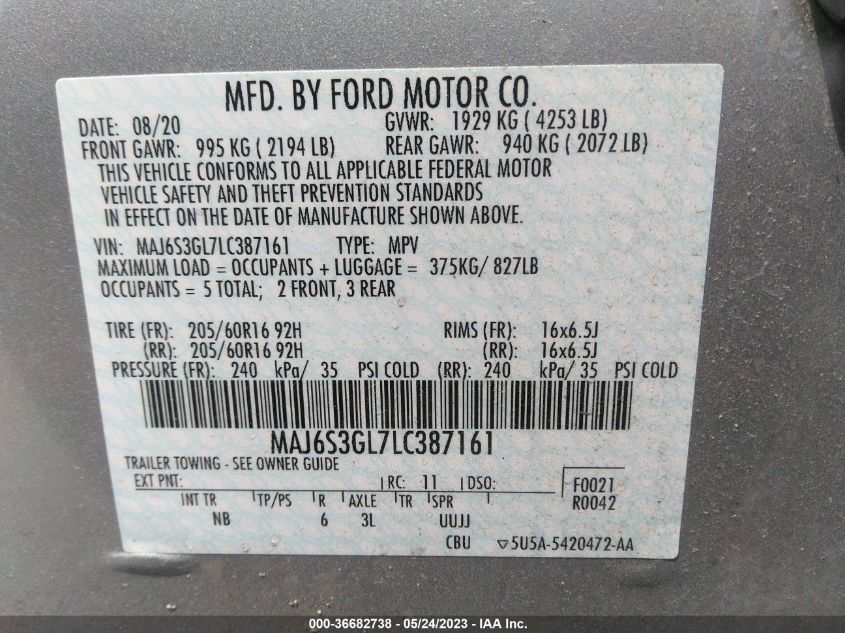 MFD. BY FORD MOTOR CO.
DATE: 08/20 GVWR: 1929 KG ( 4253 LB)
FRONT GAWR: 995 KG ( 2194 LB) REAR GAWR: 940 KG ( 2072 LB)
THIS VEHICLE CONFORMS TO ALL APPLICABLE FEDERAL MOTOR
VEHICLE SAFETY AND THEFT PREVENTION STANDARDS
IN EFFECT ON THE DATE OF MANUFACTURE SHOWN ABOVE.
VIN: MAJ6S3GL7LC387161 TYPE: MPV
MAXIMUM LOAD = OCCUPANTS + LUGGAGE = 375KG/ 827LB
OCCUPANTS = 5 TOTAL; 2 FRONT, 3 REAR
TIRE (FR): 205/60R16 92H RIMS (FR): 16x6.5J
(RR): 205/60R16 92H (RR): 16x6.5J
PRESSURE (FR): 240 kPa/ 35 PSI COLD (RR): 240 kPa/ 35 PSI COLD
MAJ6S3GL7LC387161
TRAILER TOWING - SEE OWNER GUIDE
EXT PNT: RC: 11 DSO: F0021
INT TR TP/PS R AXLE TR SPR R0042
NB 6 3L UUJJ
CBU 5U5A-5420472-AA
000-36682738 - 05/24/2023 - IAA Inc.